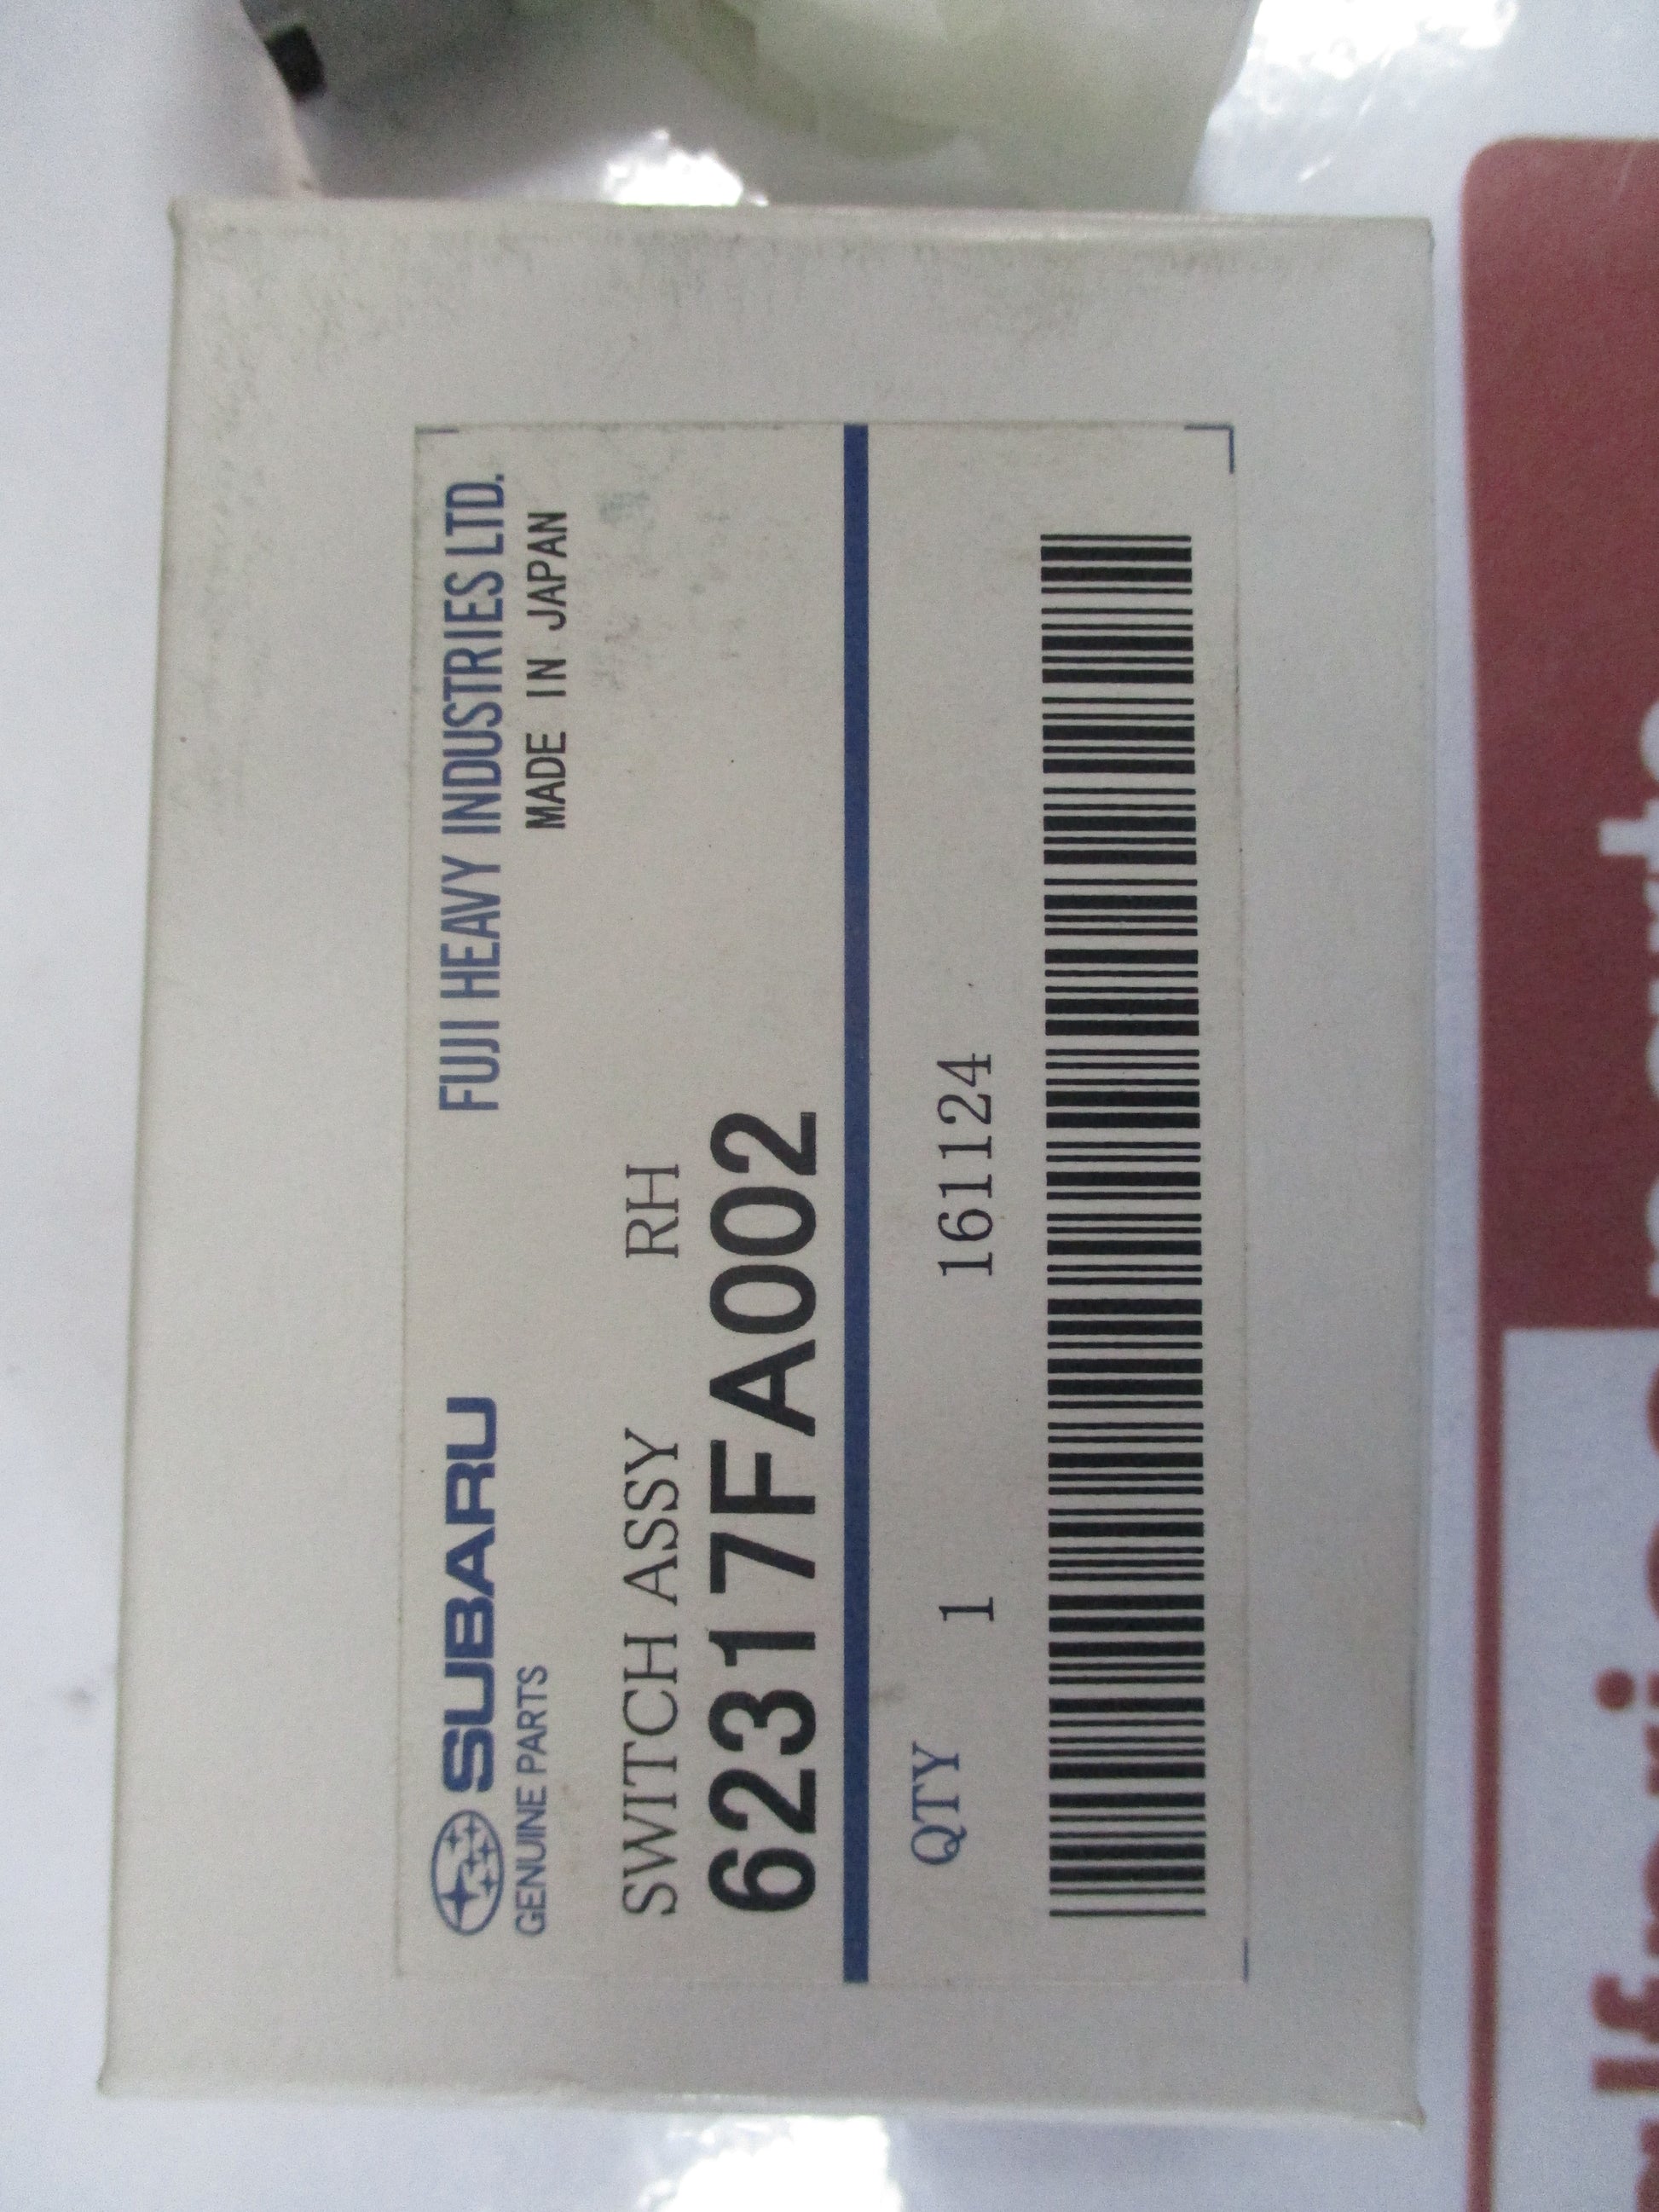 SUBARU
GENUINE PARTS
FUJI HEAVY INDUSTRIES LTD.
MADE IN JAPAN
SWITCH ASSY RH
62317FA002
QTY 1 161124